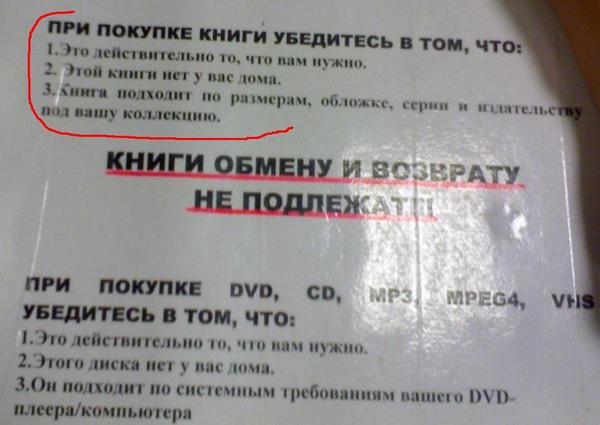 ПРИ ПОКУПКЕ КНИГИ УБЕДИТЕСЬ В ТОМ, ЧТО:
1.Это действительно то, что вам нужно.
2. Этой книги нет у вас дома.
3.Книга подходит по размерам, обложке, серии и издательству
под вашу коллекцию.
КНИГИ ОБМЕНУ И ВОЗВРАТУ
НЕ ПОДЛЕЖАТ!!!
ПРИ ПОКУПКЕ DVD, CD, MP3, MPEG4, VHS
УБЕДИТЕСЬ В ТОМ, ЧТО:
1.Это действительно то, что вам нужно.
2.Этого диска нет у вас дома.
3.Он подходит по системным требованиям вашего DVD-
плеера/компьютера